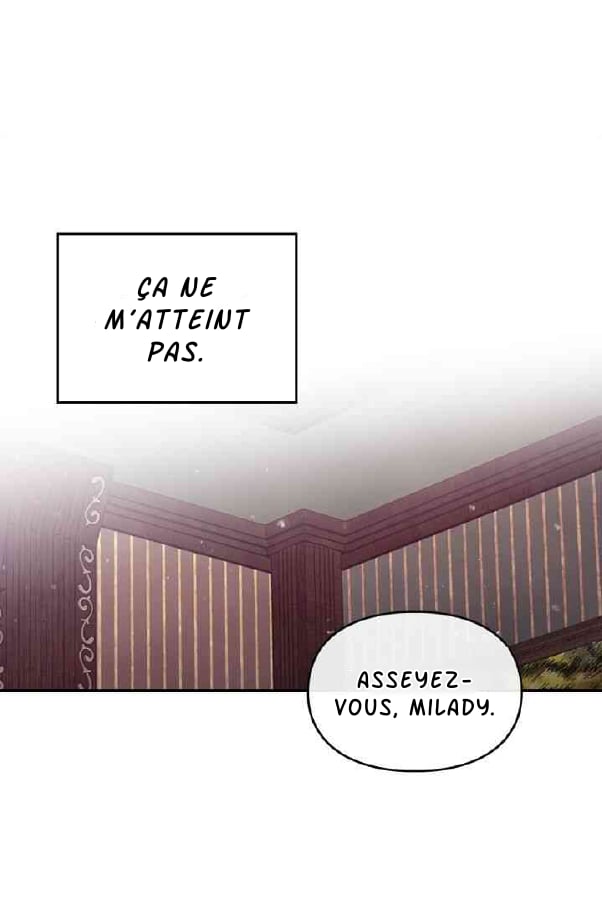 ÇA NE
M'ATTEINT
PAS.
ASSEYEZ-
VOUS, MILADY.